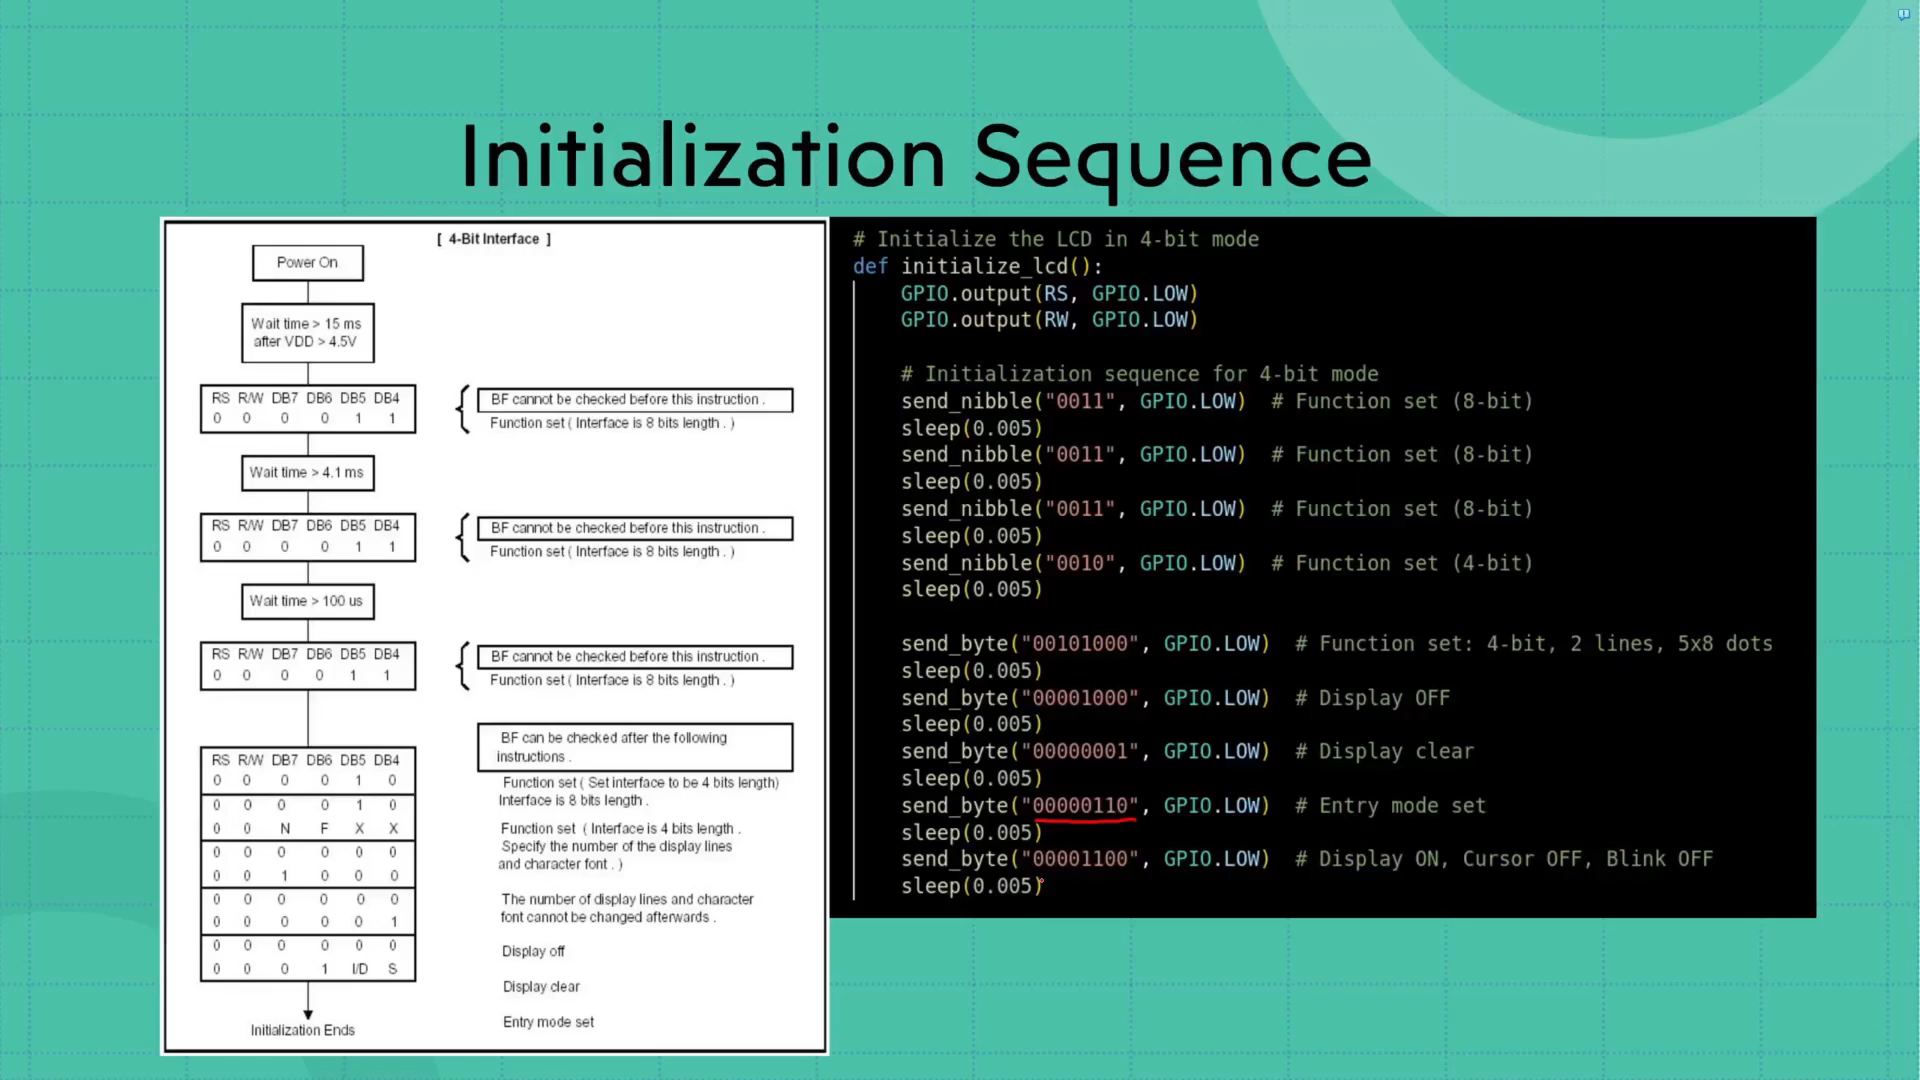 Initialization Sequence
[ 4-Bit Interface ]
Power On
Wait time > 15 ms
after VDD > 4.5V
RS R/W DB7 DB6 DB5 DB4
0 0 0 0 1 1
BF cannot be checked before this instruction .
Function set ( Interface is 8 bits length . )
Wait time > 4.1 ms
RS R/W DB7 DB6 DB5 DB4
0 0 0 0 1 1
BF cannot be checked before this instruction .
Function set ( Interface is 8 bits length . )
Wait time > 100 us
RS R/W DB7 DB6 DB5 DB4
0 0 0 0 1 1
BF cannot be checked before this instruction .
Function set ( Interface is 8 bits length . )
RS R/W DB7 DB6 DB5 DB4
0 0 0 0 1 0
0 0 0 0 1 0
0 0 N F X X
0 0 0 0 0 0
0 0 1 0 0 0
0 0 0 0 0 0
0 0 0 0 0 1
0 0 0 0 0 0
0 0 0 1 I/D S
Initialization Ends
BF can be checked after the following
instructions .
Function set ( Set interface to be 4 bits length)
Interface is 8 bits length .
Function set ( Interface is 4 bits length .
Specify the number of the display lines
and character font . )
The number of display lines and character
font cannot be changed afterwards .
Display off
Display clear
Entry mode set
# Initialize the LCD in 4-bit mode
def initialize_lcd():
GPIO.output(RS, GPIO.LOW)
GPIO.output(RW, GPIO.LOW)
# Initialization sequence for 4-bit mode
send_nibble("0011", GPIO.LOW) # Function set (8-bit)
sleep(0.005)
send_nibble("0011", GPIO.LOW) # Function set (8-bit)
sleep(0.005)
send_nibble("0011", GPIO.LOW) # Function set (8-bit)
sleep(0.005)
send_nibble("0010", GPIO.LOW) # Function set (4-bit)
sleep(0.005)
send_byte("00101000", GPIO.LOW) # Function set: 4-bit, 2 lines, 5x8 dots
sleep(0.005)
send_byte("00001000", GPIO.LOW) # Display OFF
sleep(0.005)
send_byte("00000001", GPIO.LOW) # Display clear
sleep(0.005)
send_byte("00000110", GPIO.LOW) # Entry mode set
sleep(0.005)
send_byte("00001100", GPIO.LOW) # Display ON, Cursor OFF, Blink OFF
sleep(0.005)